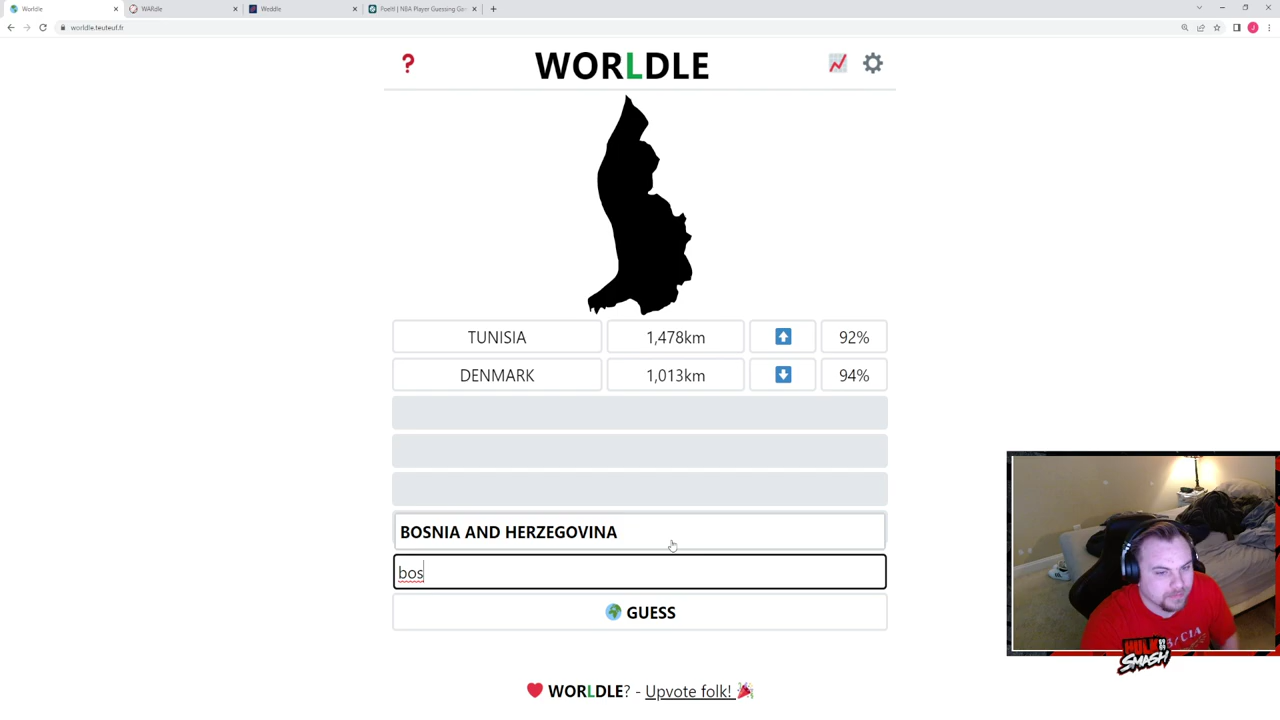 Worldle
WARdle
Weddle
Poeltl | NBA Player Guessing Ga
worldle.teuteuf.fr
J
?
WORLDLE
TUNISIA 1,478km 92%
DENMARK 1,013km 94%
BOSNIA AND HERZEGOVINA
bos
GUESS
WORLDLE? - Upvote folk!
HULK
SMASH